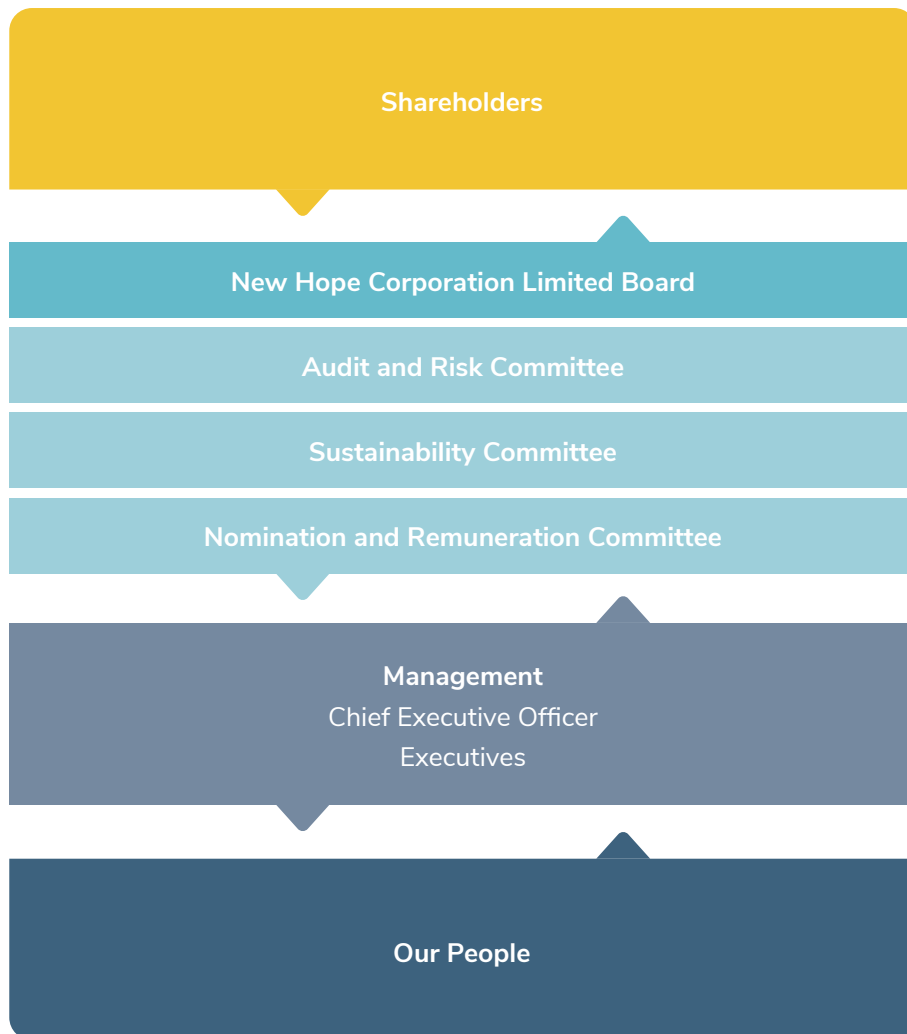 Shareholders
New Hope Corporation Limited Board
Audit and Risk Committee
Sustainability Committee
Nomination and Remuneration Committee
Management
Chief Executive Officer
Executives
Our People